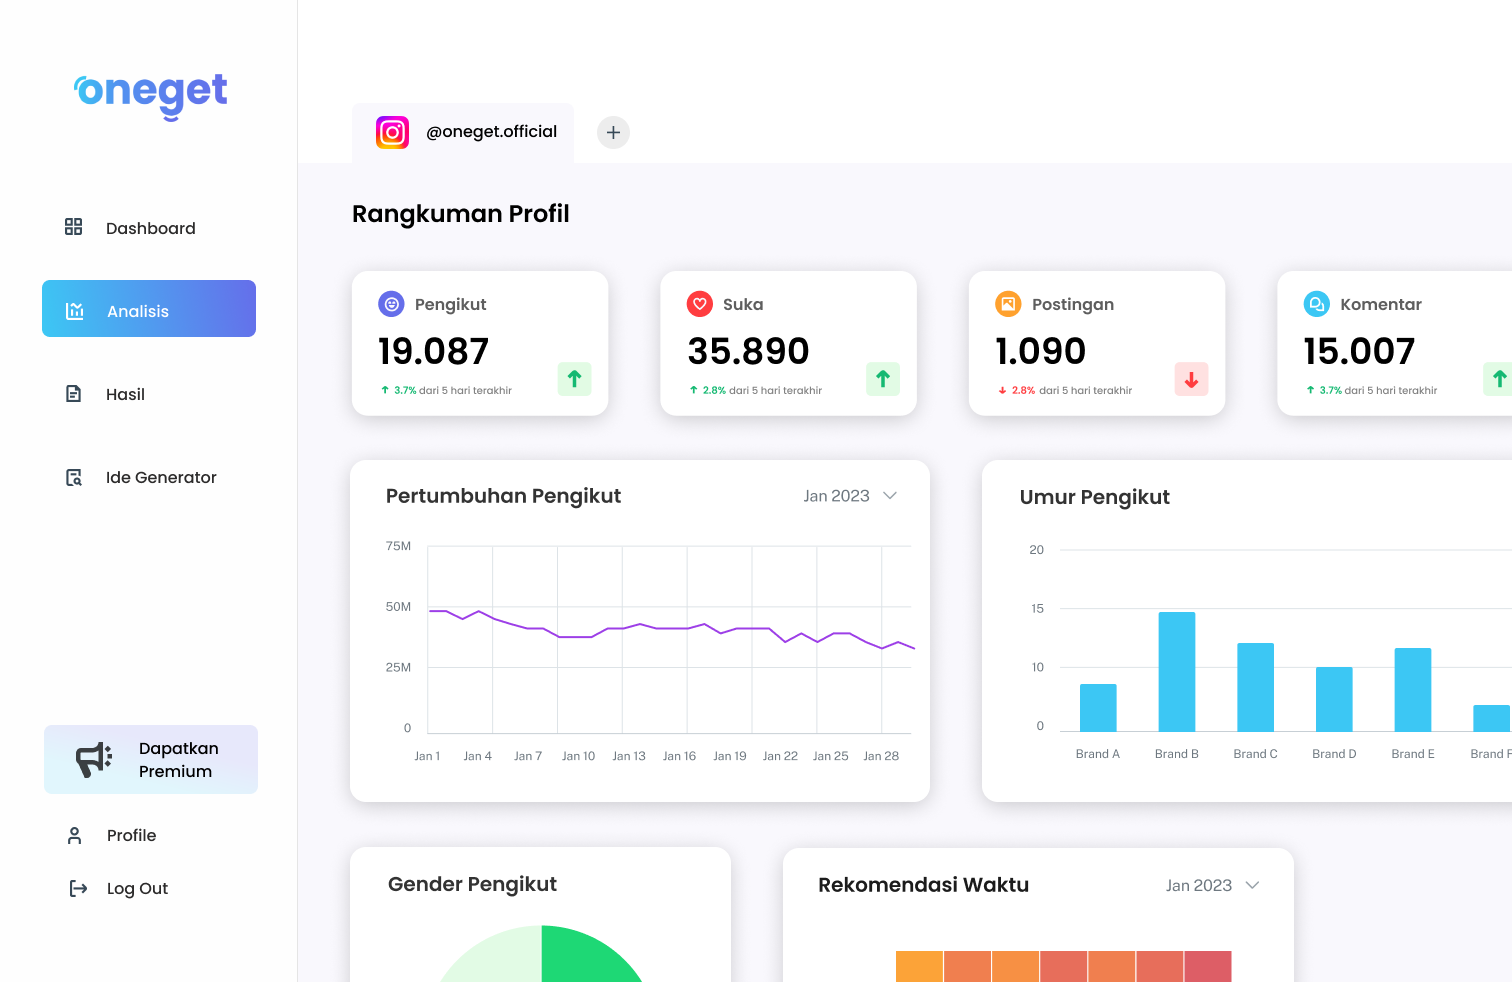 oneget
@oneget.official
Dashboard
Analisis
Hasil
Ide Generator
Dapatkan
Premium
Profile
Log Out
Rangkuman Profil
Pengikut
19.087
3.7% dari 5 hari terakhir
Suka
35.890
2.8% dari 5 hari terakhir
Postingan
1.090
2.8% dari 5 hari terakhir
Komentar
15.007
3.7% dari 5 hari terakhir
Pertumbuhan Pengikut
Jan 2023
75M
50M
25M
0
Jan 1 Jan 4 Jan 7 Jan 10 Jan 13 Jan 16 Jan 19 Jan 22 Jan 25 Jan 28
Umur Pengikut
20
15
10
0
Brand A Brand B Brand C Brand D Brand E Brand F
Gender Pengikut
Rekomendasi Waktu
Jan 2023